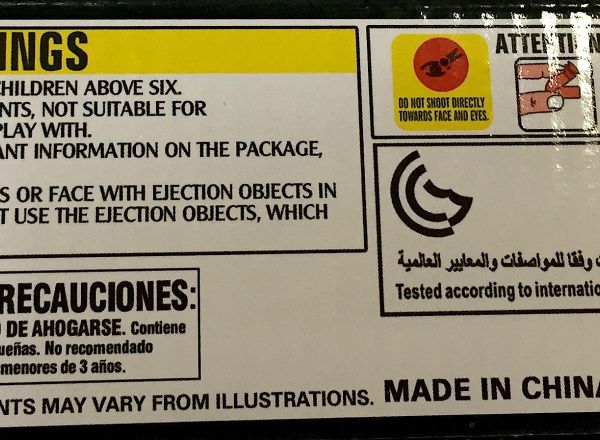 INGS
CHILDREN ABOVE SIX.
NTS, NOT SUITABLE FOR
PLAY WITH.
ANT INFORMATION ON THE PACKAGE,
S OR FACE WITH EJECTION OBJECTS IN
T USE THE EJECTION OBJECTS, WHICH
ATTENTION
DO NOT SHOOT DIRECTLY
TOWARDS FACE AND EYES.
وفقا للمواصفات والمعايير العالمية
Tested according to internatio
RECAUCIONES:
O DE AHOGARSE. Contiene
ueñas. No recomendado
menores de 3 años.
NTS MAY VARY FROM ILLUSTRATIONS.
MADE IN CHINA